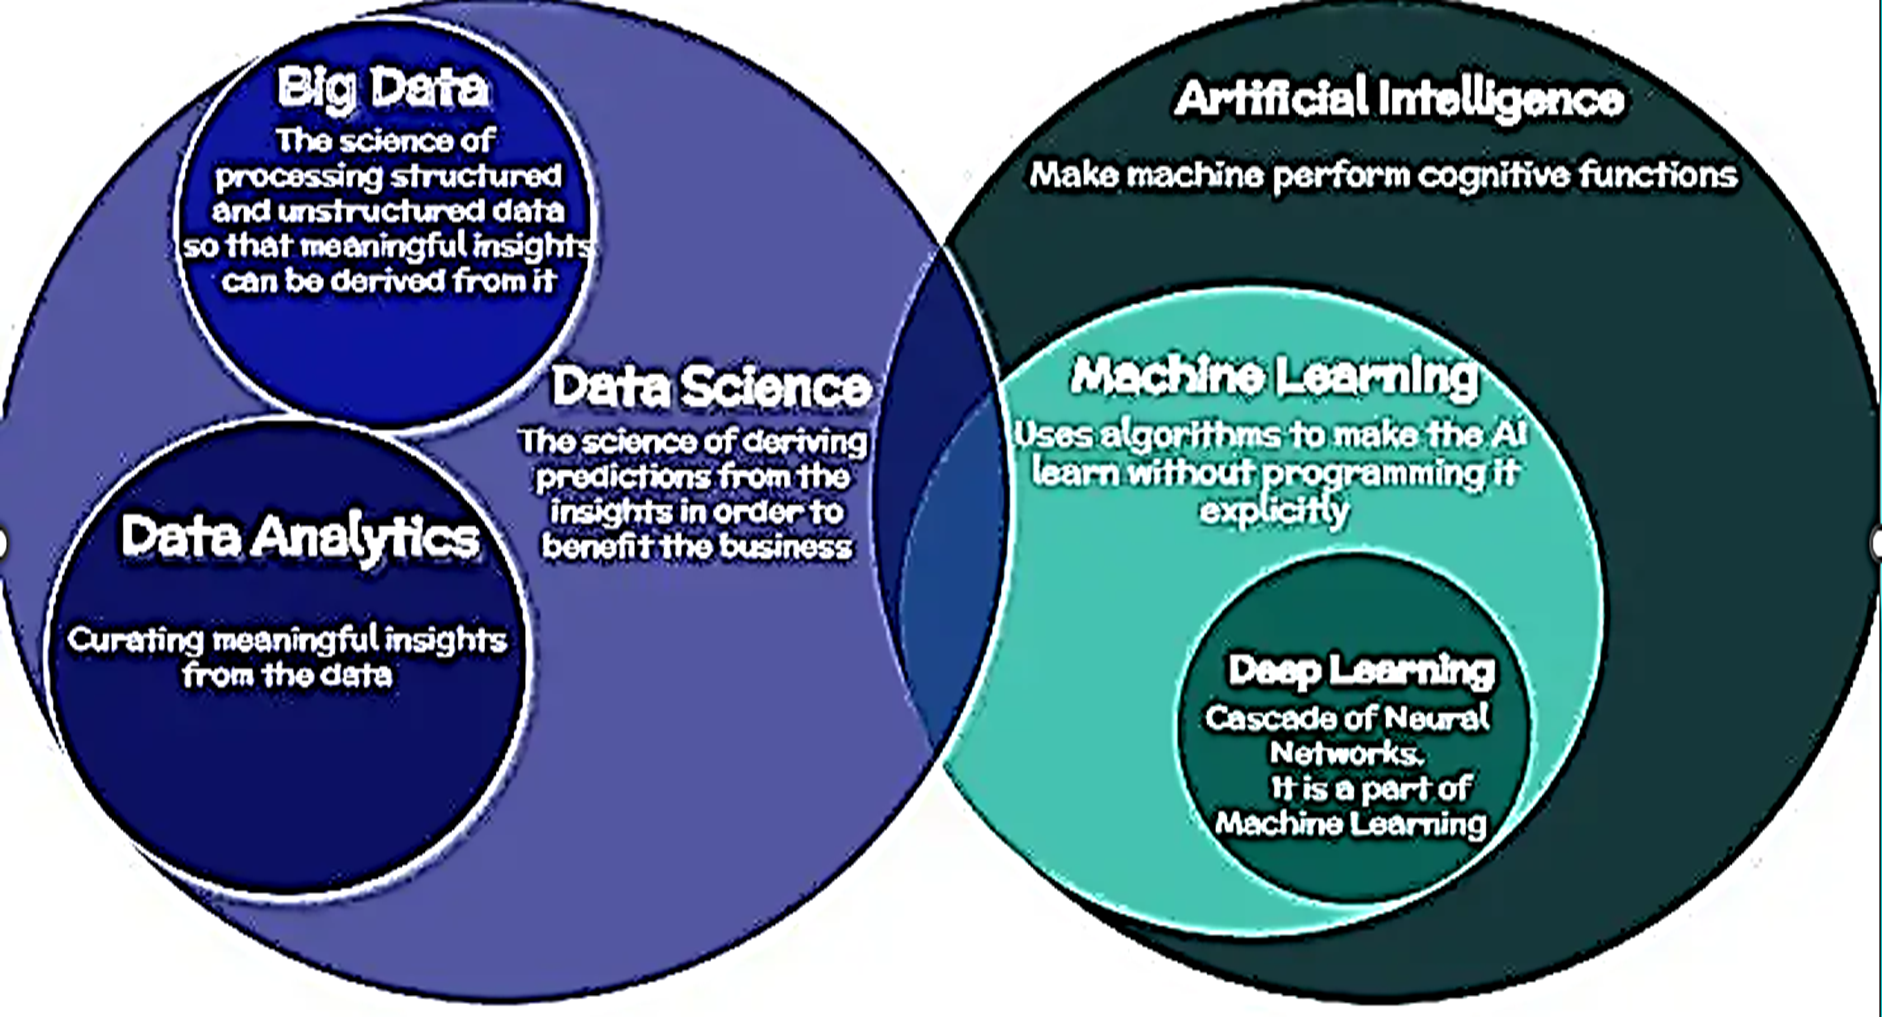 Big Data
The science of
processing structured
and unstructured data
so that meaningful insights
can be derived from it
Data Analytics
Curating meaningful insights
from the data
Data Science
The science of deriving
predictions from the
insights in order to
benefit the business
Artificial Intelligence
Make machine perform cognitive functions
Machine Learning
Uses algorithms to make the AI
learn without programming it
explicitly
Deep Learning
Cascade of Neural
Networks.
It is a part of
Machine Learning